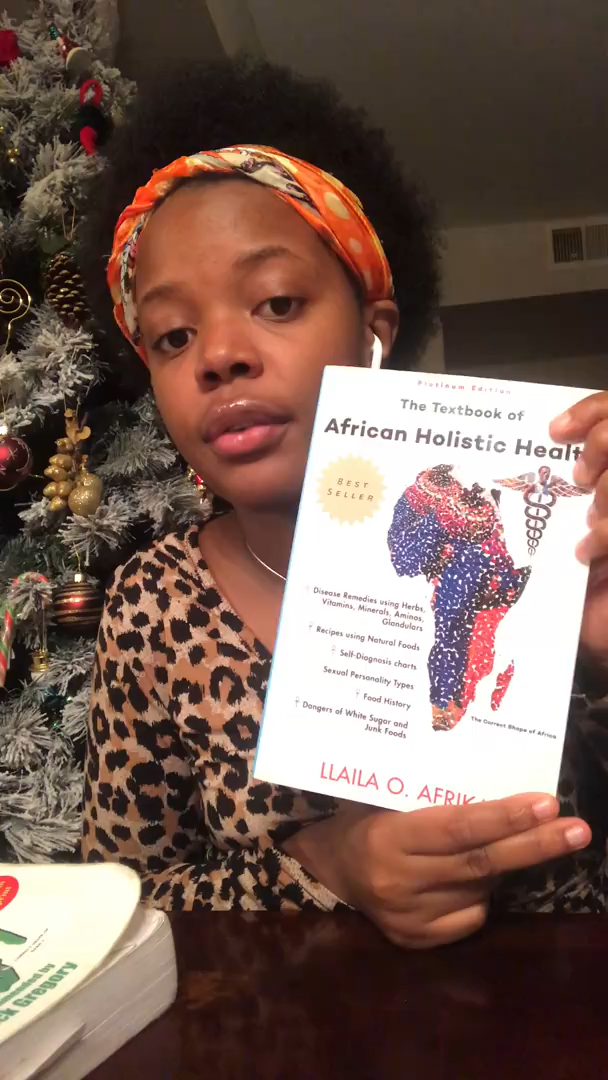 Platinum Edition
The Textbook of
African Holistic Healt
BEST
SELLER
Disease Remedies using Herbs,
Vitamins, Minerals, Aminos,
Glandulars
Recipes using Natural Foods
Self-Diagnosis charts
Sexual Personality Types
Food History
Dangers of White Sugar and
Junk Foods
The Correct Shape of Africa
LLAILA O. AFRIK
by
ck Gregory